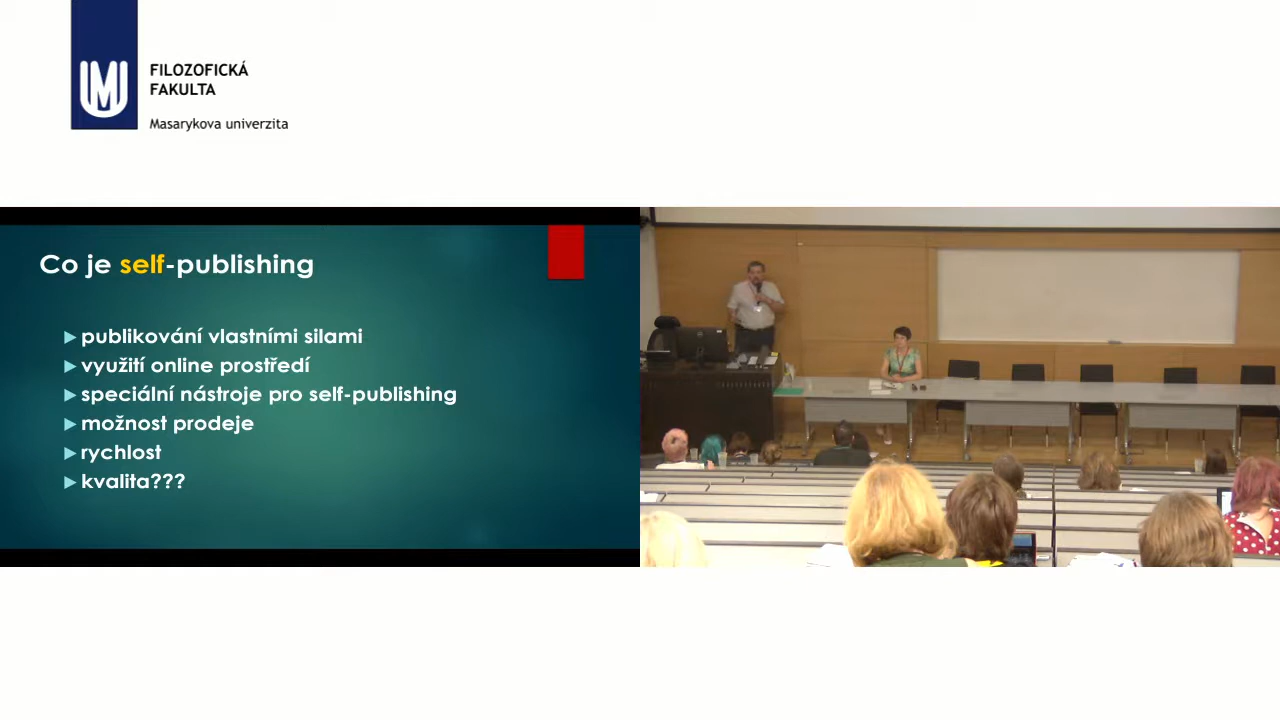 FILOZOFICKÁ
FAKULTA
Masarykova univerzita
Co je self-publishing
publikování vlastními silami
využití online prostředí
speciální nástroje pro self-publishing
možnost prodeje
rychlost
kvalita???